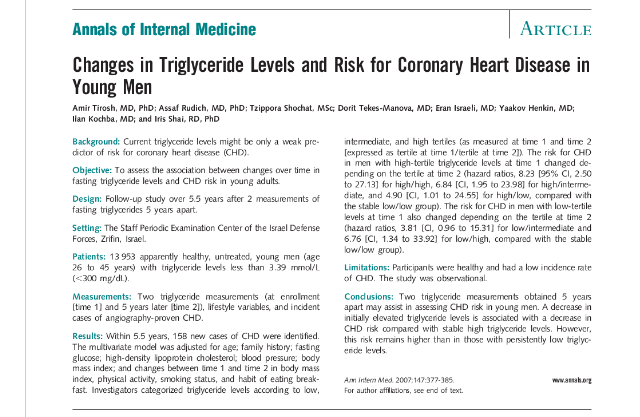 Annals of Internal Medicine
ARTICLE
Changes in Triglyceride Levels and Risk for Coronary Heart Disease in
Young Men
Amir Tirosh, MD, PhD; Assaf Rudich, MD, PhD; Tzippora Shochat, MSc; Dorit Tekes-Manova, MD; Eran Israeli, MD; Yaakov Henkin, MD;
Ilan Kochba, MD; and Iris Shai, RD, PhD
Background: Current triglyceride levels might be only a weak pre-
dictor of risk for coronary heart disease (CHD).
Objective: To assess the association between changes over time in
fasting triglyceride levels and CHD risk in young adults.
Design: Follow-up study over 5.5 years after 2 measurements of
fasting triglycerides 5 years apart.
Setting: The Staff Periodic Examination Center of the Israel Defense
Forces, Zrifin, Israel.
Patients: 13 953 apparently healthy, untreated, young men (age
26 to 45 years) with triglyceride levels less than 3.39 mmol/L
(<300 mg/dL).
Measurements: Two triglyceride measurements (at enrollment
[time 1] and 5 years later [time 2]), lifestyle variables, and incident
cases of angiography-proven CHD.
Results: Within 5.5 years, 158 new cases of CHD were identified.
The multivariate model was adjusted for age; family history; fasting
glucose; high-density lipoprotein cholesterol; blood pressure; body
mass index; and changes between time 1 and time 2 in body mass
index, physical activity, smoking status, and habit of eating break-
fast. Investigators categorized triglyceride levels according to low,
intermediate, and high tertiles (as measured at time 1 and time 2
[expressed as tertile at time 1/tertile at time 2]). The risk for CHD
in men with high-tertile triglyceride levels at time 1 changed de-
pending on the tertile at time 2 (hazard ratios, 8.23 [95% CI, 2.50
to 27.13] for high/high, 6.84 [CI, 1.95 to 23.98] for high/interme-
diate, and 4.90 [CI, 1.01 to 24.55] for high/low, compared with
the stable low/low group). The risk for CHD in men with low-tertile
levels at time 1 also changed depending on the tertile at time 2
(hazard ratios, 3.81 [CI, 0.96 to 15.31] for low/intermediate and
6.76 [CI, 1.34 to 33.92] for low/high, compared with the stable
low/low group).
Limitations: Participants were healthy and had a low incidence rate
of CHD. The study was observational.
Conclusions: Two triglyceride measurements obtained 5 years
apart may assist in assessing CHD risk in young men. A decrease in
initially elevated triglyceride levels is associated with a decrease in
CHD risk compared with stable high triglyceride levels. However,
this risk remains higher than in those with persistently low triglyc-
eride levels.
Ann Intern Med. 2007;147:377-385.
www.annals.org
For author affiliations, see end of text.